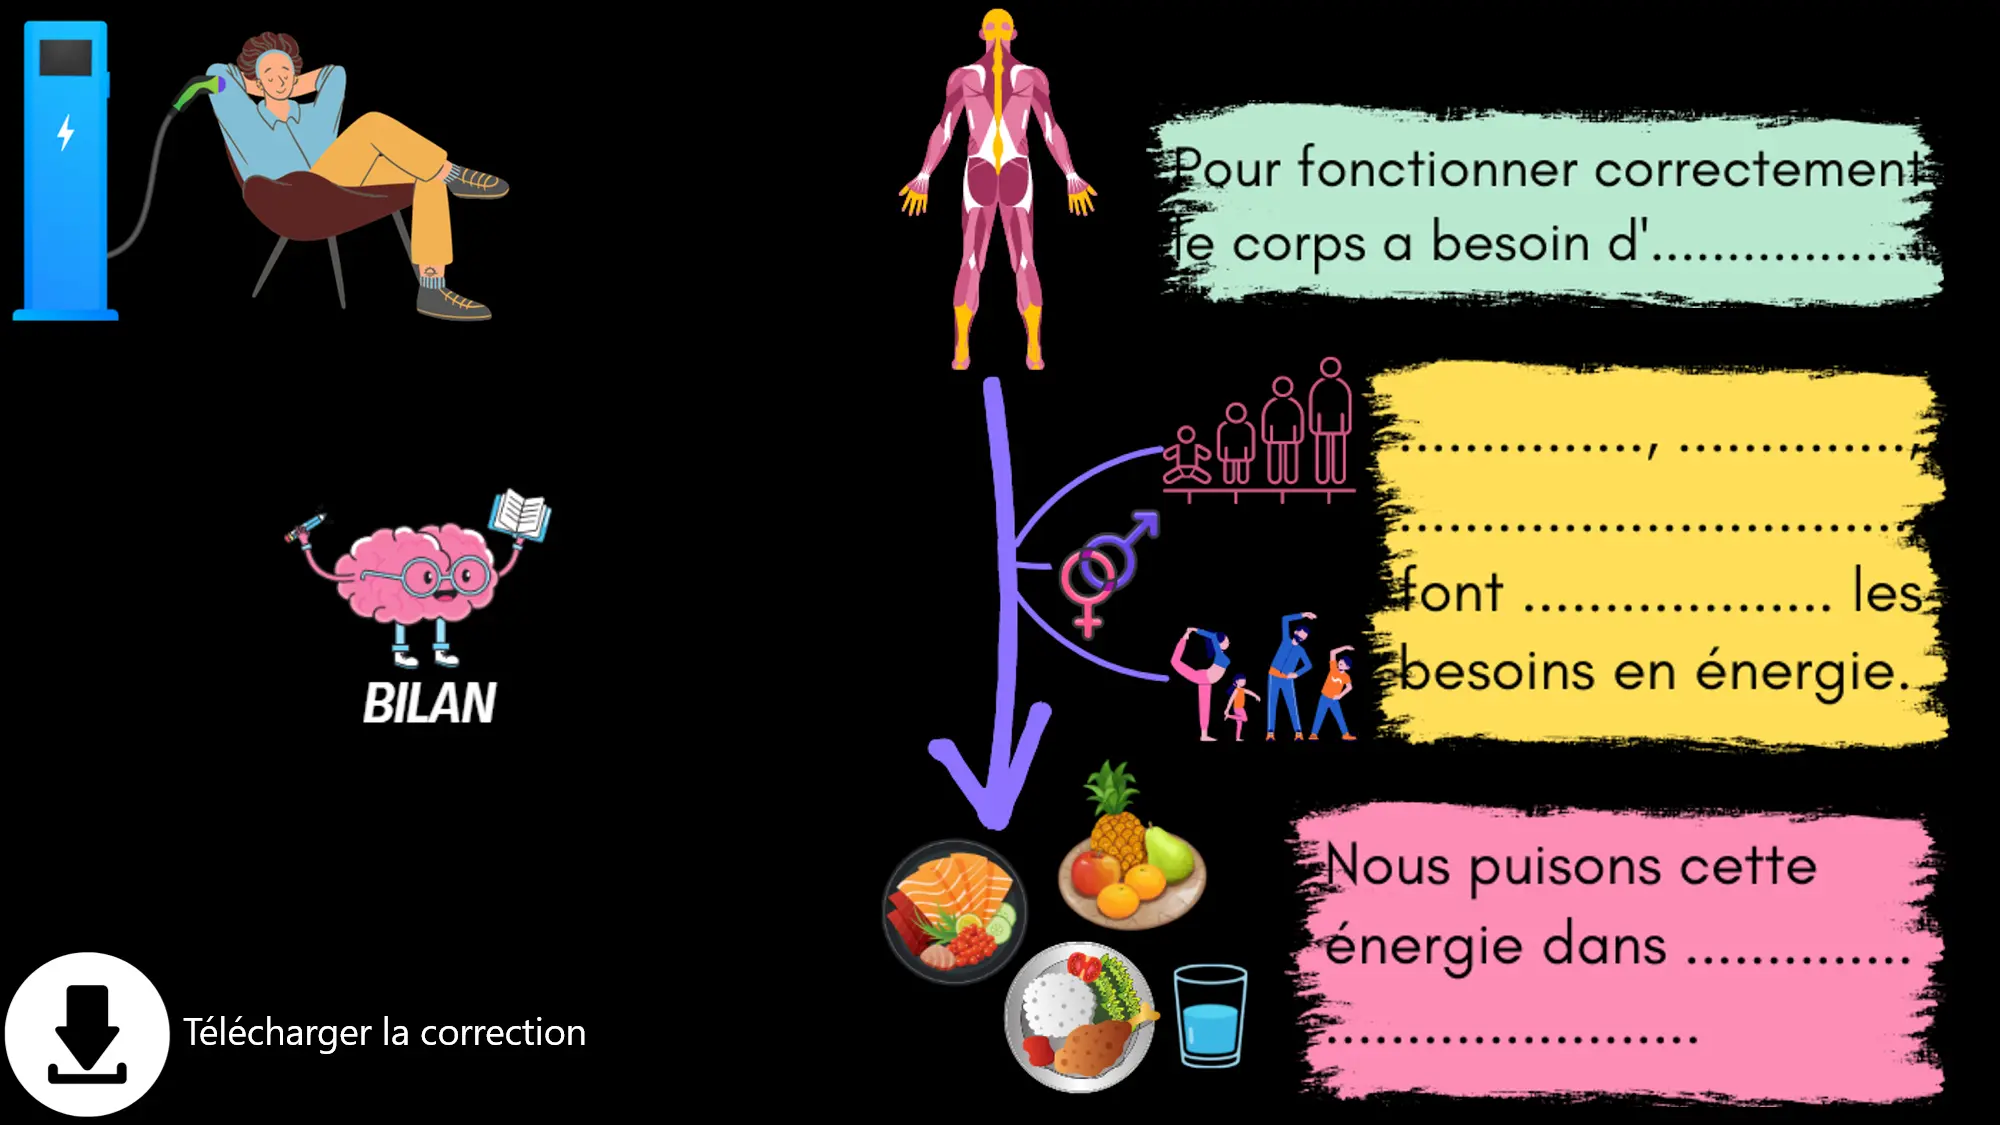 Pour fonctionner correctement
le corps a besoin d'..................
..............., ..............,
...............................
font ................... les
besoins en énergie.
Nous puisons cette
énergie dans ..............
.......................
BILAN
Télécharger la correction